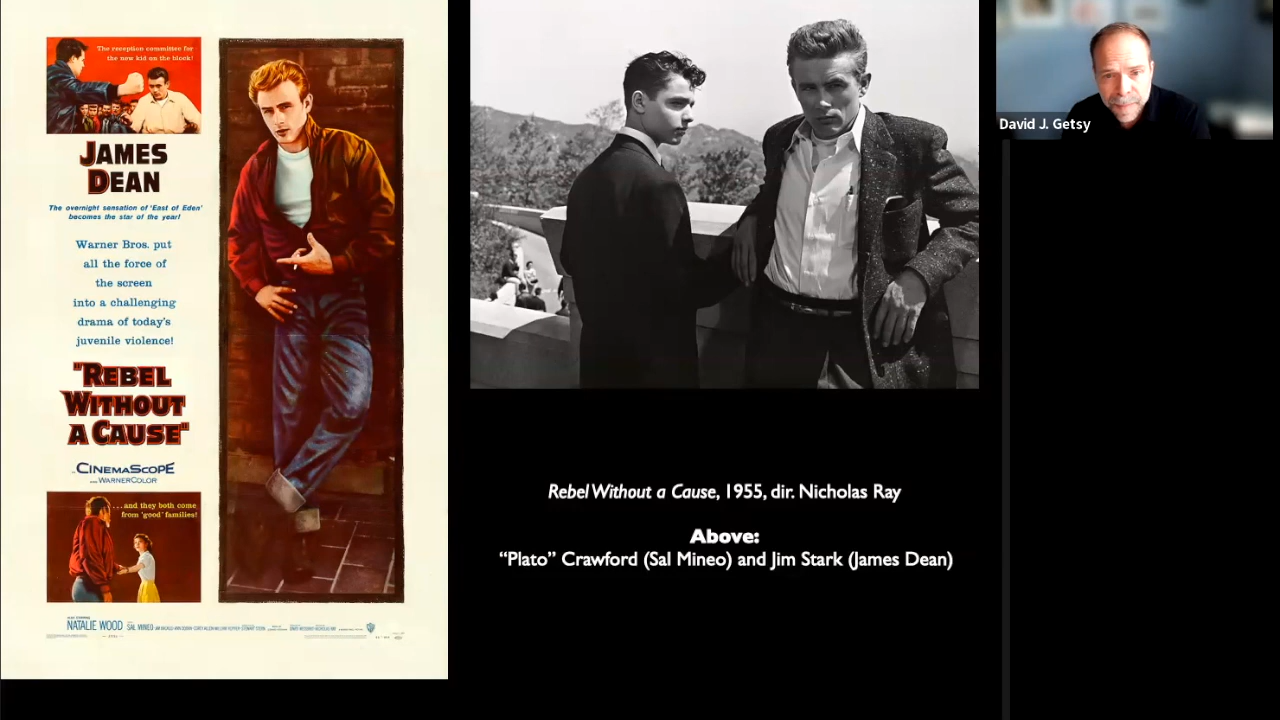 The reception committee for
the new kid on the block!
JAMES
DEAN
The overnight sensation of 'East of Eden'
becomes the star of the year!
Warner Bros. put
all the force of
the screen
into a challenging
drama of today's
juvenile violence!
"REBEL
WITHOUT
A CAUSE"
CINEMASCOPE
WARNERCOLOR
...and they both come
from 'good' families!
NATALIE WOOD
SAL MINEO
Rebel Without a Cause, 1955, dir. Nicholas Ray
Above:
“Plato” Crawford (Sal Mineo) and Jim Stark (James Dean)
David J. Getsy